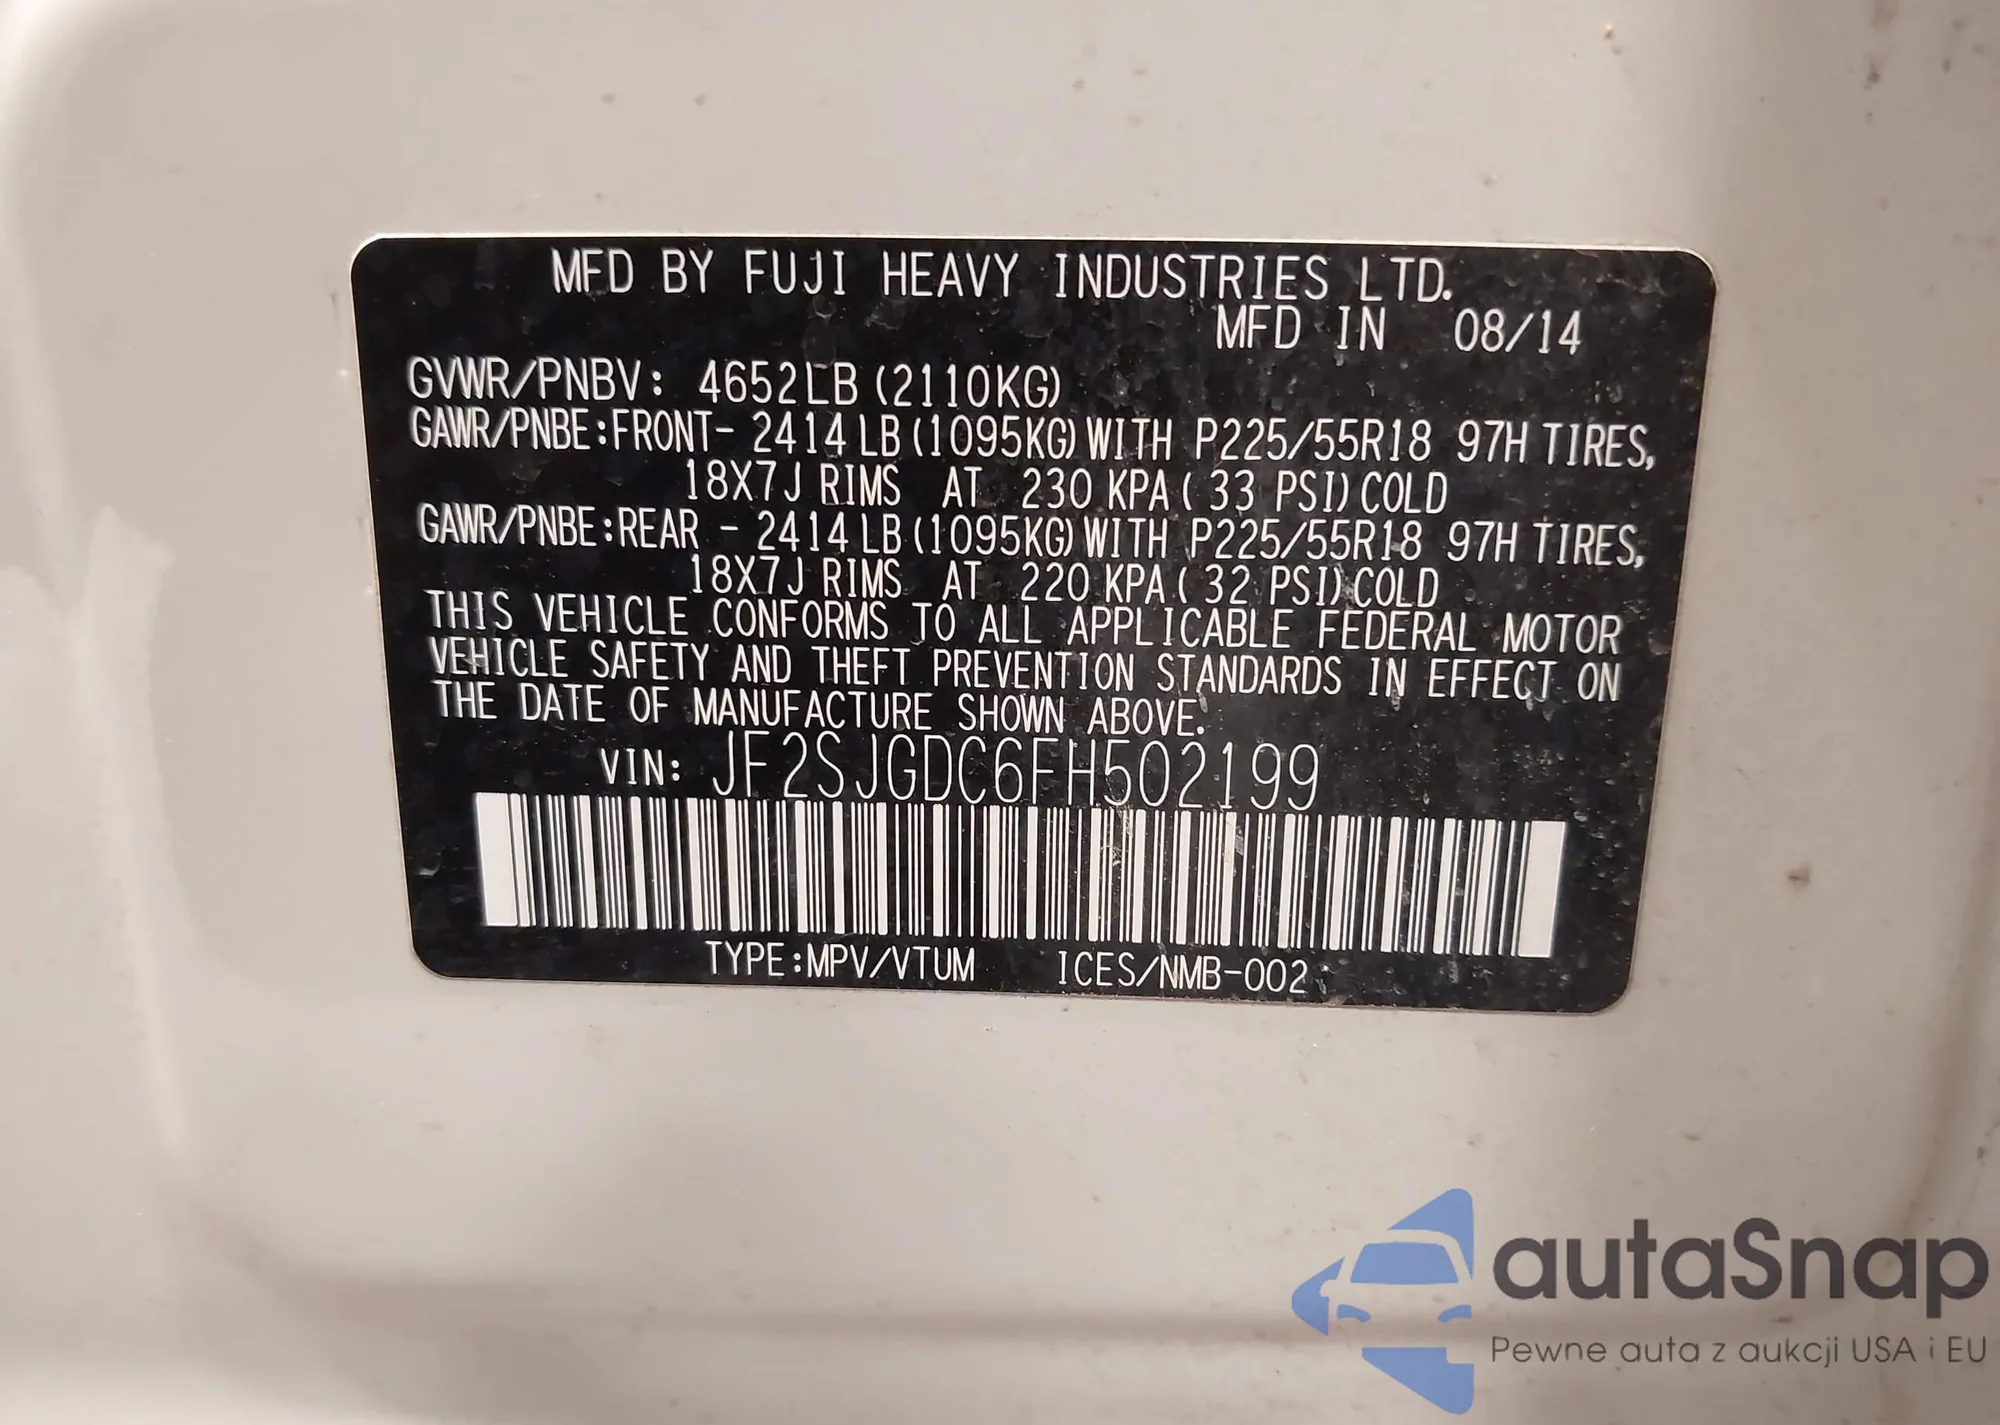 MFD BY FUJI HEAVY INDUSTRIES LTD.
MFD IN 08/14
GVWR/PNBV: 4652LB (2110KG)
GAWR/PNBE:FRONT- 2414LB(1095KG)WITH P225/55R18 97H TIRES,
18X7J RIMS AT 230 KPA( 33 PSI)COLD
GAWR/PNBE:REAR - 2414LB(1095KG)WITH P225/55R18 97H TIRES,
18X7J RIMS AT 220 KPA( 32 PSI)COLD
THIS VEHICLE CONFORMS TO ALL APPLICABLE FEDERAL MOTOR
VEHICLE SAFETY AND THEFT PREVENTION STANDARDS IN EFFECT ON
THE DATE OF MANUFACTURE SHOWN ABOVE.
VIN: JF2SJGDC6FH502199
TYPE:MPV/VTUM ICES/NMB-002
autaSnap
Pewne auta z aukcji USA i EU